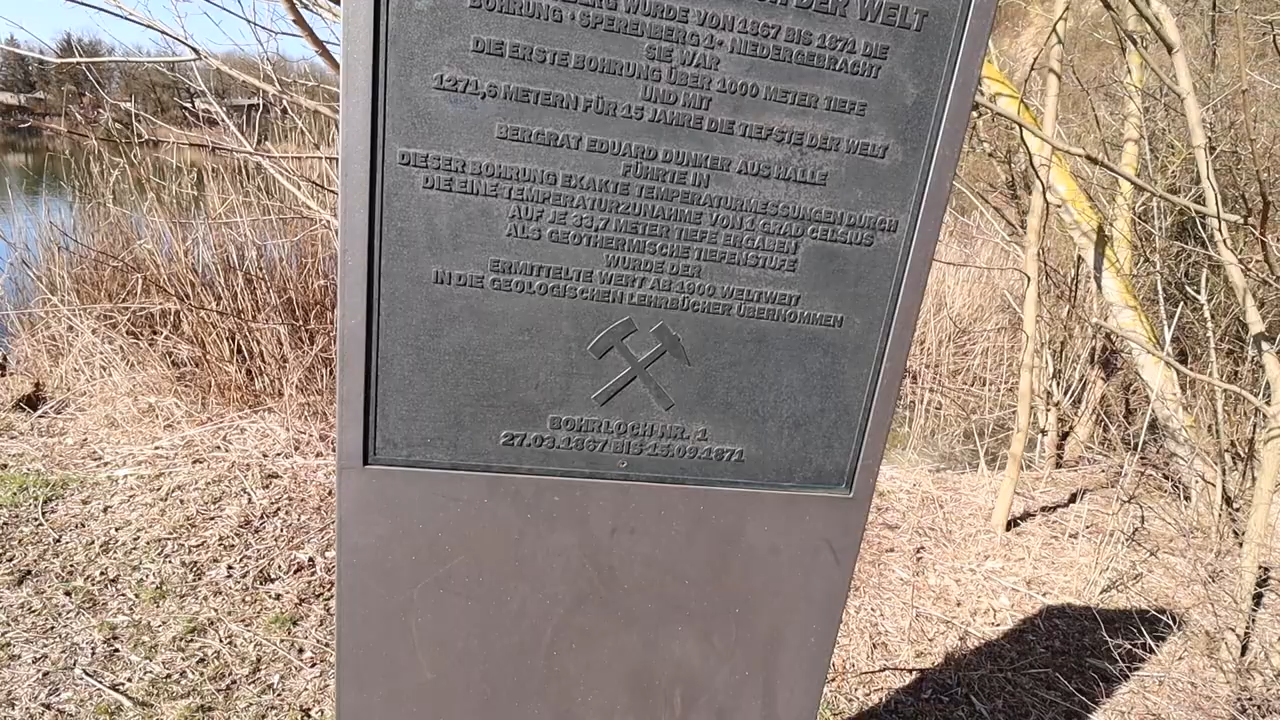 DER WELT
BERG WURDE VON 1867 BIS 1871 DIE
BOHRUNG · SPERENBERG 1 · NIEDERGEBRACHT
SIE WAR
DIE ERSTE BOHRUNG ÜBER 1000 METER TIEFE
UND MIT
1271,6 METERN FÜR 15 JAHRE DIE TIEFSTE DER WELT
BERGRAT EDUARD DUNKER AUS HALLE
FÜHRTE IN
DIESER BOHRUNG EXAKTE TEMPERATURMESSUNGEN DURCH
DIE EINE TEMPERATURZUNAHME VON 1 GRAD CELSIUS
AUF JE 33,7 METER TIEFE ERGABEN
ALS GEOTHERMISCHE TIEFENSTUFE
WURDE DER
ERMITTELTE WERT AB 1900 WELTWEIT
IN DIE GEOLOGISCHEN LEHRBÜCHER ÜBERNOMMEN
BOHRLOCH NR. 1
27.03.1867 BIS 15.09.1871